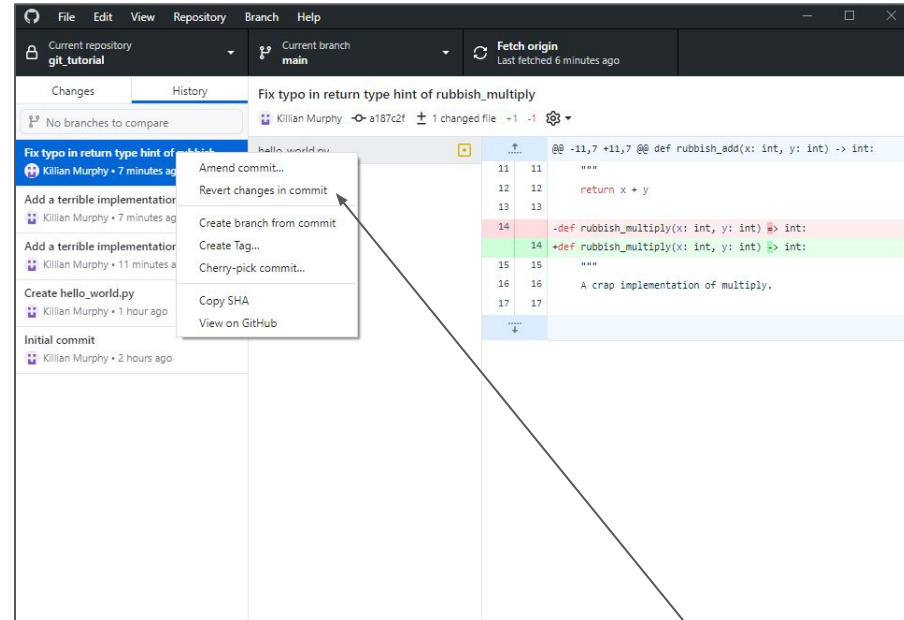 File Edit View Repository Branch Help
Current repository
git_tutorial
Current branch
main
Fetch origin
Last fetched 6 minutes ago
Changes History
No branches to compare
Fix typo in return type hint of rubbish
Killian Murphy • 7 minutes ag
Add a terrible implementation
Killian Murphy • 7 minutes ag
Add a terrible implementation
Killian Murphy • 11 minutes a
Create hello_world.py
Killian Murphy • 1 hour ago
Initial commit
Killian Murphy • 2 hours ago
Amend commit...
Revert changes in commit
Create branch from commit
Create Tag...
Cherry-pick commit...
Copy SHA
View on GitHub
Fix typo in return type hint of rubbish_multiply
Killian Murphy a187c2f 1 changed file +1 -1
hello_world.py
@@ -11,7 +11,7 @@ def rubbish_add(x: int, y: int) -> int:
11 11 """
12 12 return x + y
13 13
14 -def rubbish_multiply(x: int, y: int) => int:
14 +def rubbish_multiply(x: int, y: int) -> int:
15 15 """
16 16 A crap implementation of multiply.
17 17